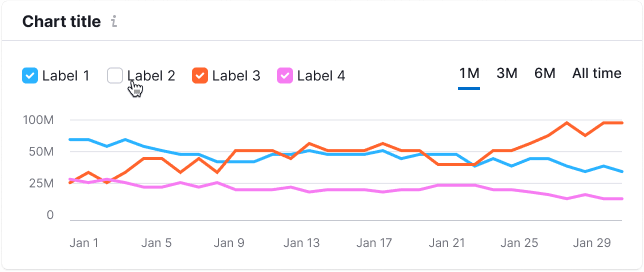 Chart title i
Label 1 Label 2 Label 3 Label 4 1M 3M 6M All time
100M
50M
25M
0
Jan 1 Jan 5 Jan 9 Jan 13 Jan 17 Jan 21 Jan 25 Jan 29